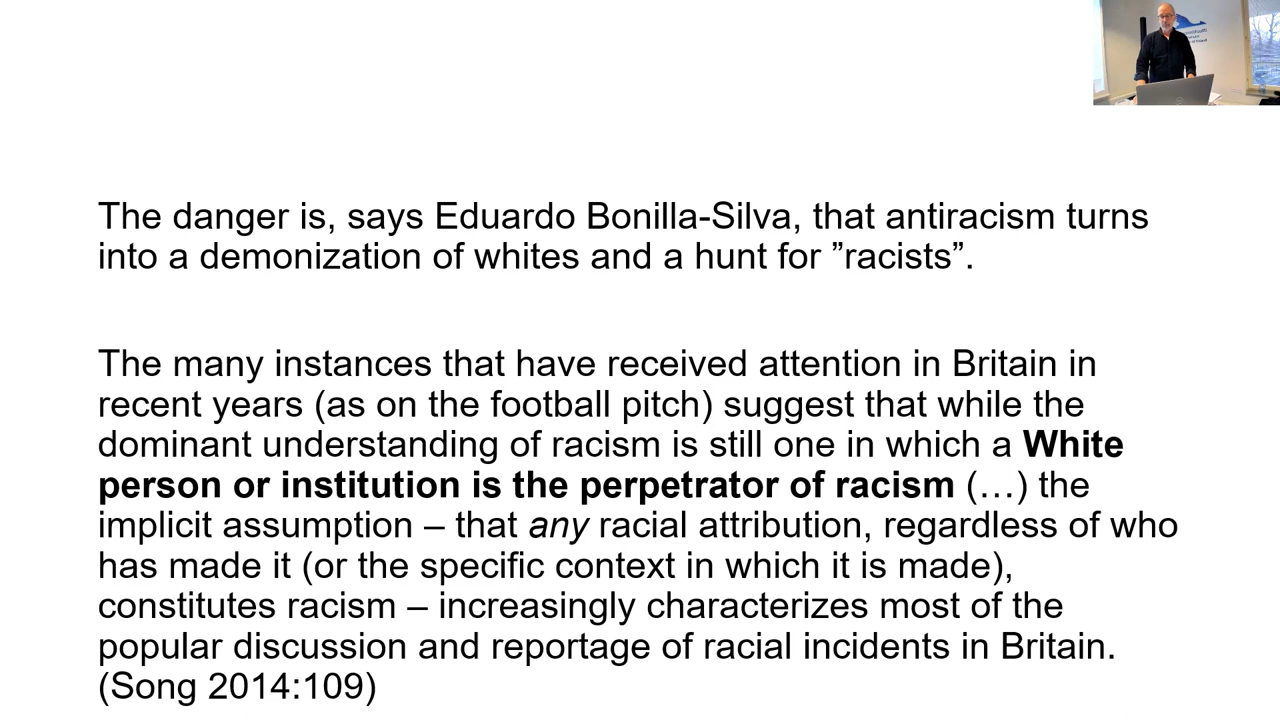 The danger is, says Eduardo Bonilla-Silva, that antiracism turns
into a demonization of whites and a hunt for ”racists”.
The many instances that have received attention in Britain in
recent years (as on the football pitch) suggest that while the
dominant understanding of racism is still one in which a White
person or institution is the perpetrator of racism (…) the
implicit assumption – that any racial attribution, regardless of who
has made it (or the specific context in which it is made),
constitutes racism – increasingly characterizes most of the
popular discussion and reportage of racial incidents in Britain.
(Song 2014:109)